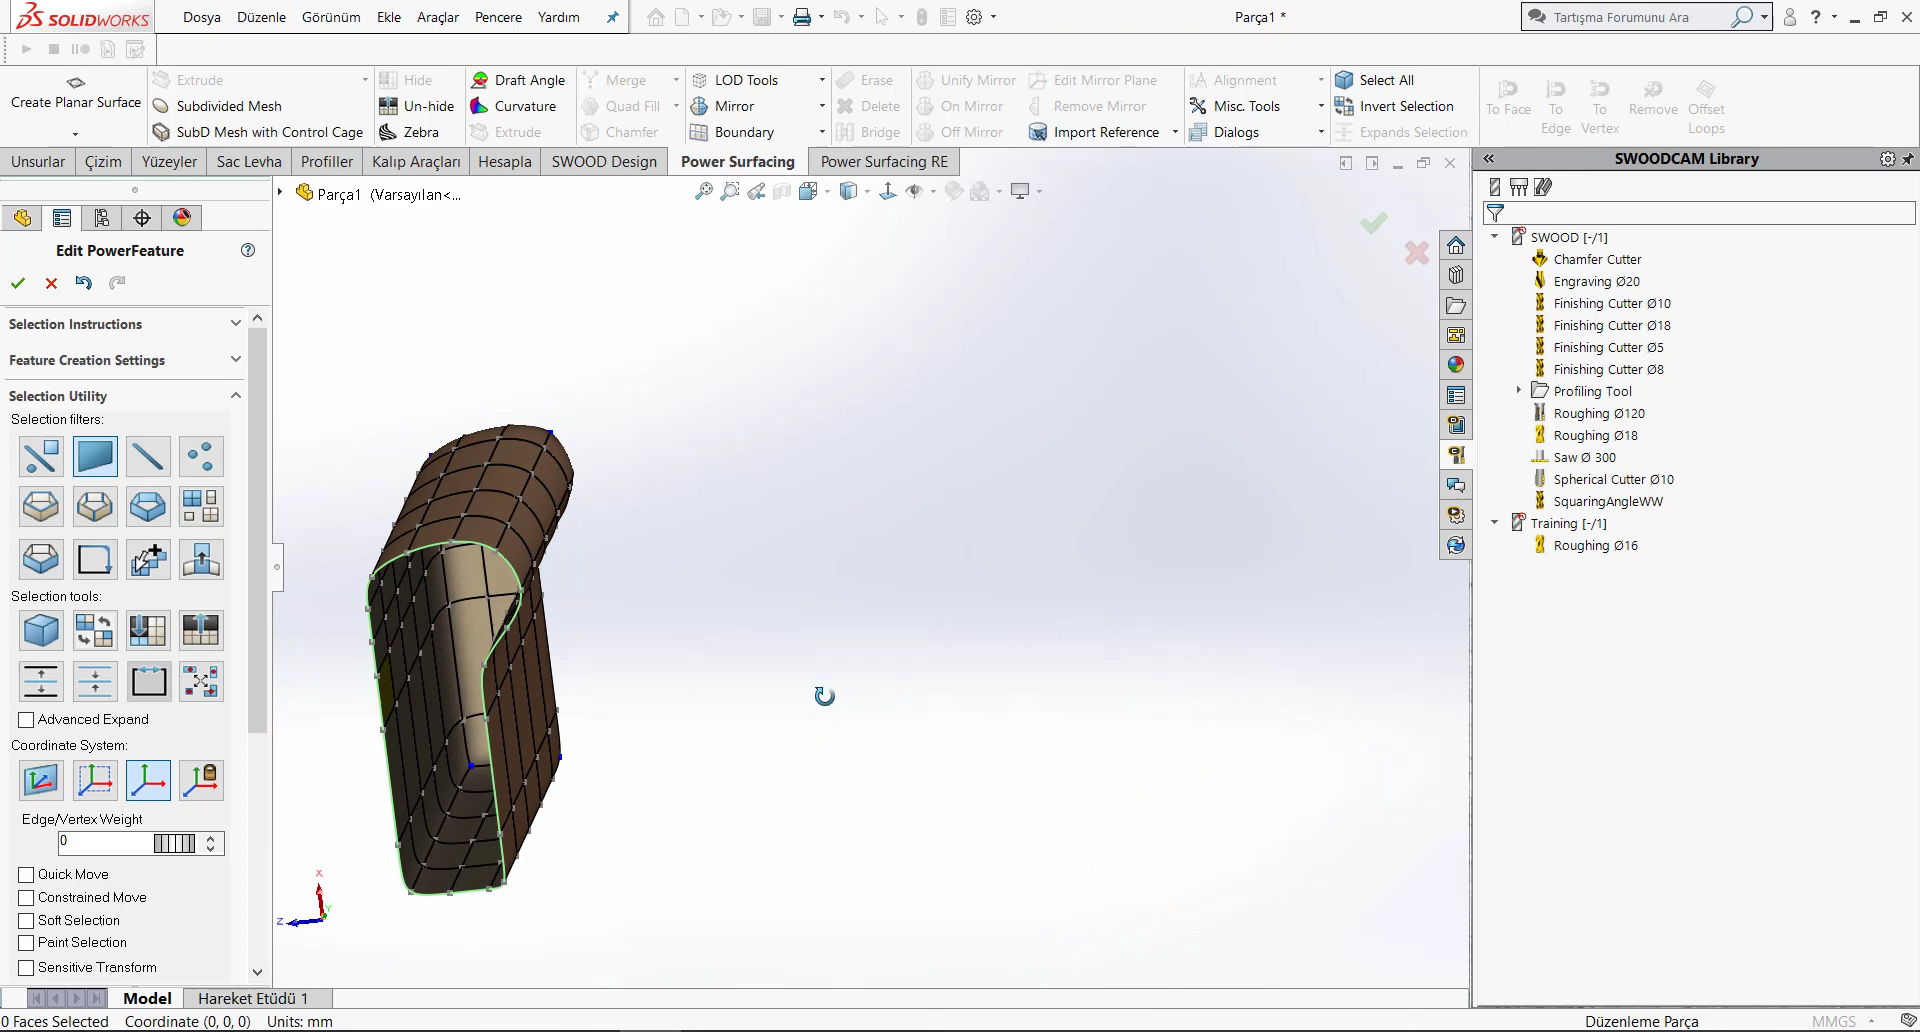 SOLIDWORKS
Dosya Düzenle Görünüm Ekle Araçlar Pencere Yardım
Parça1 *
Tartışma Forumunu Ara
Create Planar Surface
Extrude
Subdivided Mesh
SubD Mesh with Control Cage
Hide
Un-hide
Zebra
Draft Angle
Curvature
Extrude
Merge
Quad Fill
Chamfer
LOD Tools
Mirror
Boundary
Erase
Delete
Bridge
Unify Mirror
On Mirror
Off Mirror
Edit Mirror Plane
Remove Mirror
Import Reference
Alignment
Misc. Tools
Dialogs
Select All
Invert Selection
Expands Selection
To Face
To Edge
To Vertex
Remove
Offset Loops
Unsurlar Çizim Yüzeyler Sac Levha Profiller Kalıp Araçları Hesapla SWOOD Design Power Surfacing Power Surfacing RE
Parça1 (Varsayılan<...
Edit PowerFeature
Selection Instructions
Feature Creation Settings
Selection Utility
Selection filters:
Selection tools:
Advanced Expand
Coordinate System:
Edge/Vertex Weight
0
Quick Move
Constrained Move
Soft Selection
Paint Selection
Sensitive Transform
X
Y
Z
Model Hareket Etüdü 1
0 Faces Selected Coordinate (0, 0, 0) Units: mm
Düzenleme Parça
MMGS
SWOODCAM Library
SWOOD [-/1]
Chamfer Cutter
Engraving Ø20
Finishing Cutter Ø10
Finishing Cutter Ø18
Finishing Cutter Ø5
Finishing Cutter Ø8
Profiling Tool
Roughing Ø120
Roughing Ø18
Saw Ø 300
Spherical Cutter Ø10
SquaringAngleWW
Training [-/1]
Roughing Ø16